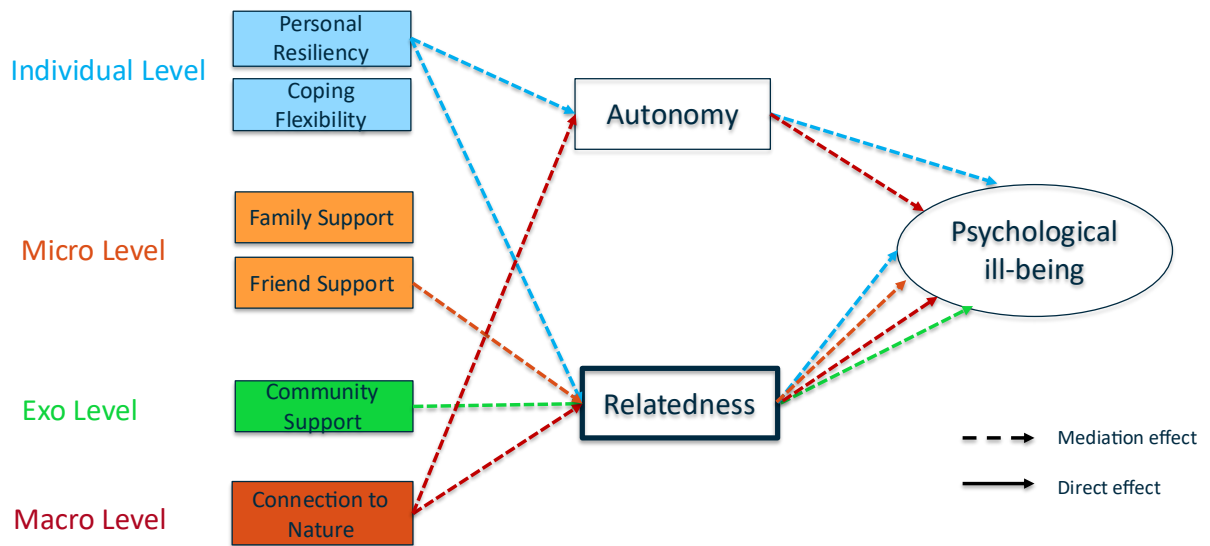 Individual Level
Personal
Resiliency
Coping
Flexibility
Micro Level
Family Support
Friend Support
Exo Level
Community
Support
Macro Level
Connection to
Nature
Autonomy
Relatedness
Psychological
ill-being
Mediation effect
Direct effect